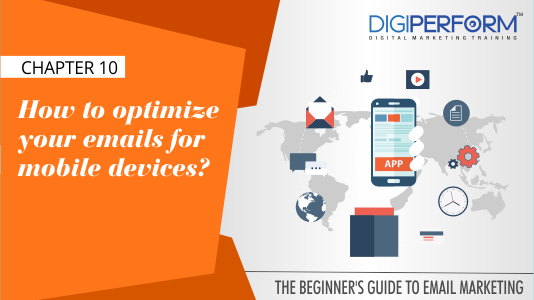 DIGIPERFORM™
DIGITAL MARKETING TRAINING
CHAPTER 10
How to optimize
your emails for
mobile devices?
APP
THE BEGINNER'S GUIDE TO EMAIL MARKETING